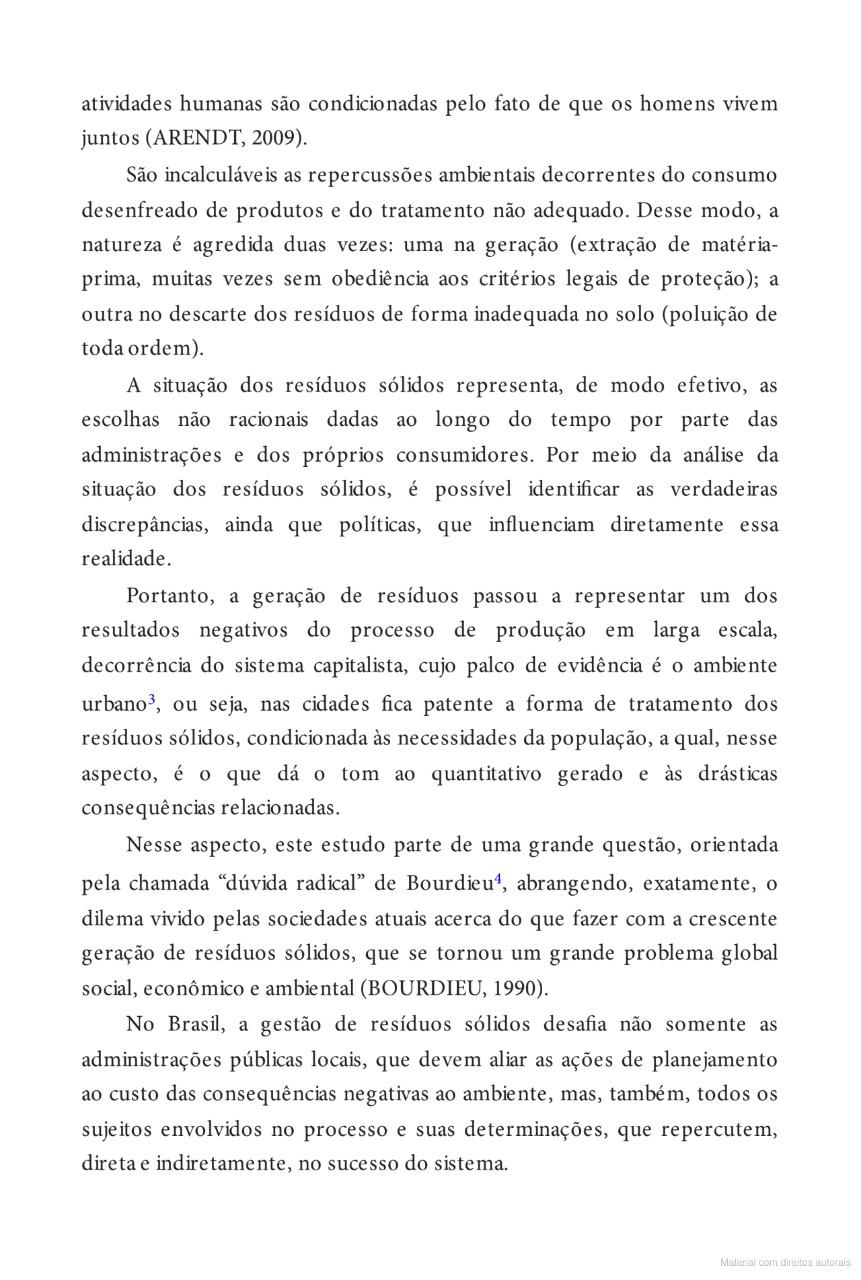 atividades humanas são condicionadas pelo fato de que os homens vivem
juntos (ARENDT, 2009).
São incalculáveis as repercussões ambientais decorrentes do consumo
desenfreado de produtos e do tratamento não adequado. Desse modo, a
natureza é agredida duas vezes: uma na geração (extração de matéria-
prima, muitas vezes sem obediência aos critérios legais de proteção); a
outra no descarte dos resíduos de forma inadequada no solo (poluição de
toda ordem).
A situação dos resíduos sólidos representa, de modo efetivo, as
escolhas não racionais dadas ao longo do tempo por parte das
administrações e dos próprios consumidores. Por meio da análise da
situação dos resíduos sólidos, é possível identificar as verdadeiras
discrepâncias, ainda que políticas, que influenciam diretamente essa
realidade.
Portanto, a geração de resíduos passou a representar um dos
resultados negativos do processo de produção em larga escala,
decorrência do sistema capitalista, cujo palco de evidência é o ambiente
urbano3, ou seja, nas cidades fica patente a forma de tratamento dos
resíduos sólidos, condicionada às necessidades da população, a qual, nesse
aspecto, é o que dá o tom ao quantitativo gerado e às drásticas
consequências relacionadas.
Nesse aspecto, este estudo parte de uma grande questão, orientada
pela chamada “dúvida radical” de Bourdieu4, abrangendo, exatamente, o
dilema vivido pelas sociedades atuais acerca do que fazer com a crescente
geração de resíduos sólidos, que se tornou um grande problema global
social, econômico e ambiental (BOURDIEU, 1990).
No Brasil, a gestão de resíduos sólidos desafia não somente as
administrações públicas locais, que devem aliar as ações de planejamento
ao custo das consequências negativas ao ambiente, mas, também, todos os
sujeitos envolvidos no processo e suas determinações, que repercutem,
direta e indiretamente, no sucesso do sistema.
Material com direitos autorais